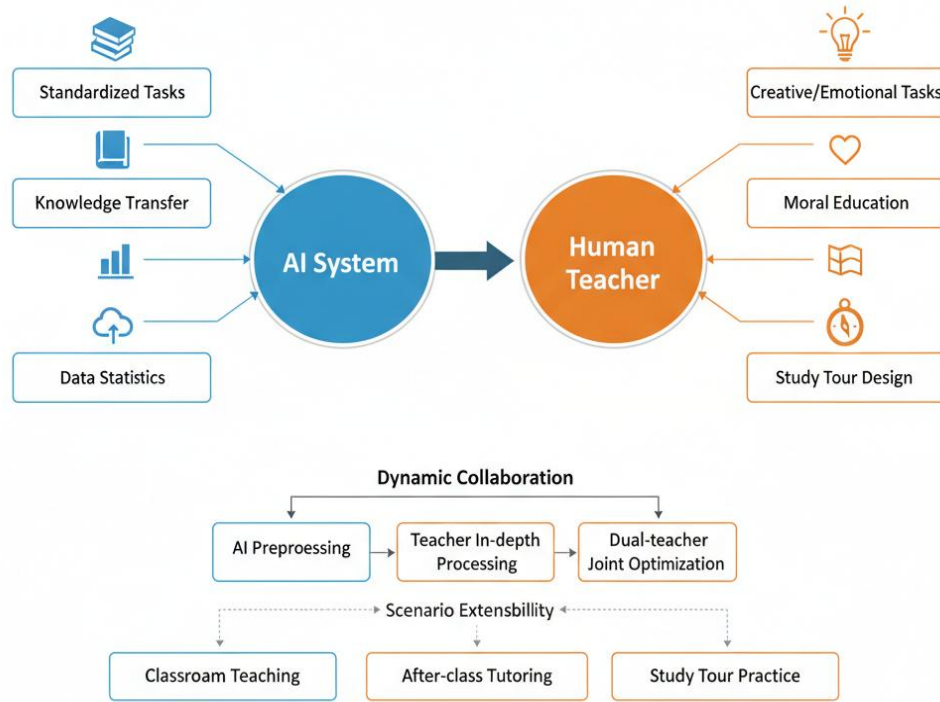 Standardized Tasks
Creative/Emotional Tasks
Knowledge Transfer
Moral Education
AI System
Human
Teacher
Data Statistics
Study Tour Design
Dynamic Collaboration
AI Preproessing
Teacher In-depth
Processing
Dual-teacher
Joint Optimization
Scenario Extensbillity
Classroam Teaching
After-class Tutoring
Study Tour Practice